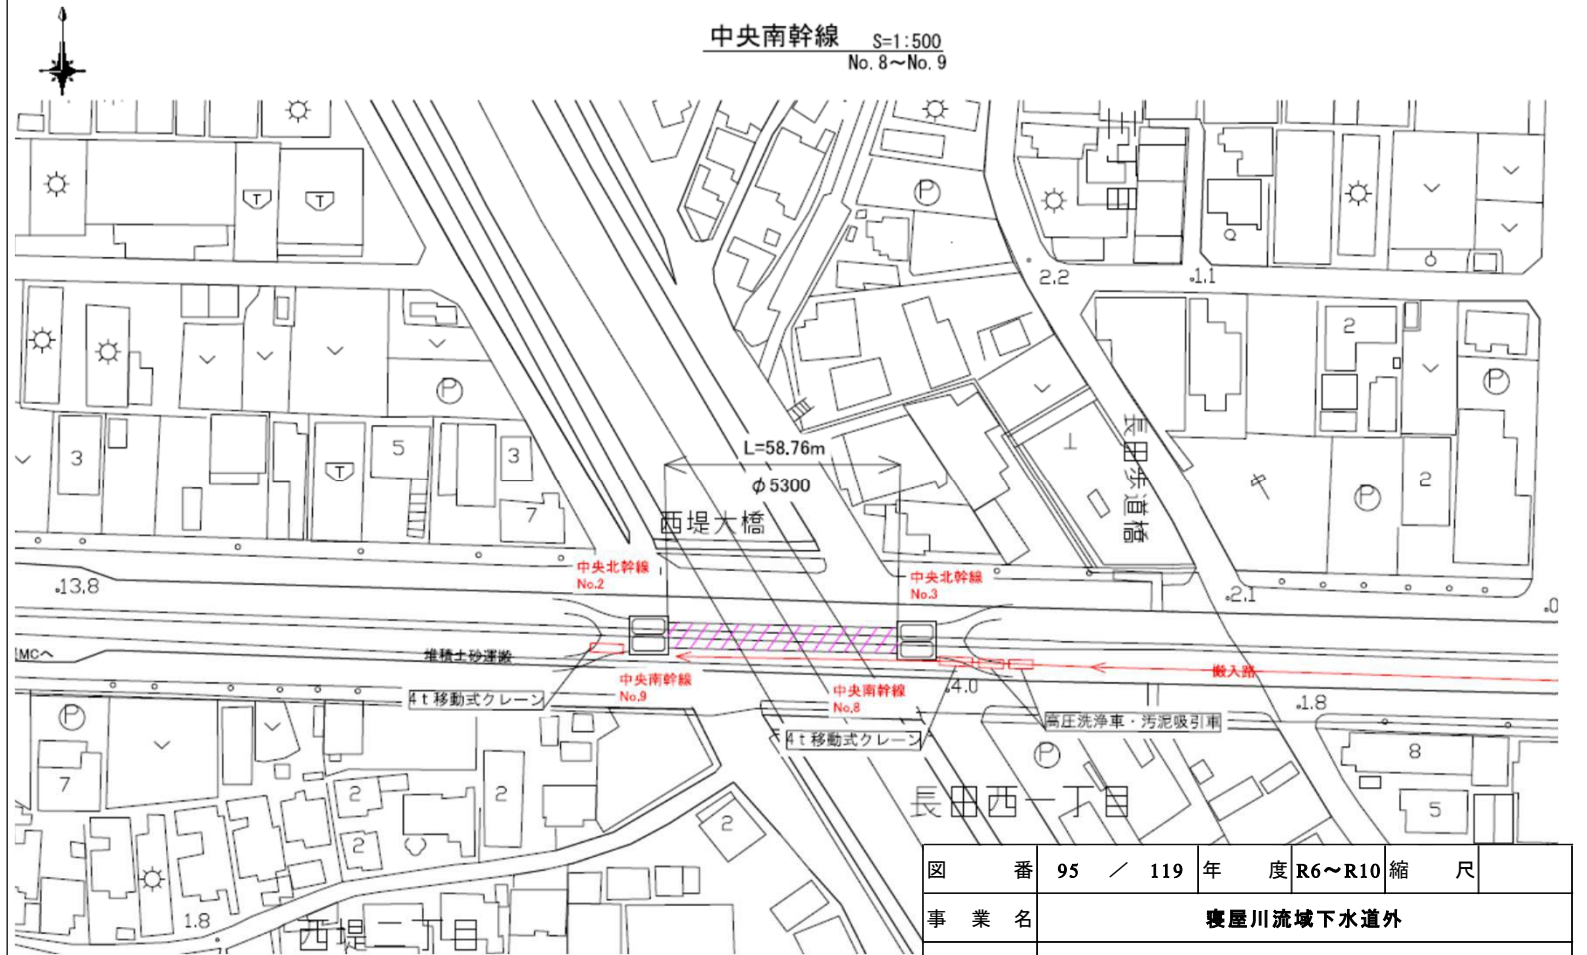 中央南幹線 S=1:500
No.8～No.9
2.2
1.1
2
L=58.76m
φ5300
西堤大橋
長田歩道橋
3
5
3
7
2
中央北幹線
No.2
中央北幹線
No.3
13.8
2.1
.0
MCへ
堆積土砂運搬
中央南幹線
No.9
中央南幹線
No.8
4.0
搬入路
1.8
4t移動式クレーン
4t移動式クレーン
高圧洗浄車・汚泥吸引車
P
P
P
P
P
P
T
T
T
Q
7
2
2
2
2
8
5
長田西一丁目
1.8
西堤二丁目
図番 95 ／ 119 年度 R6～R10 縮尺
事業名 寝屋川流域下水道外